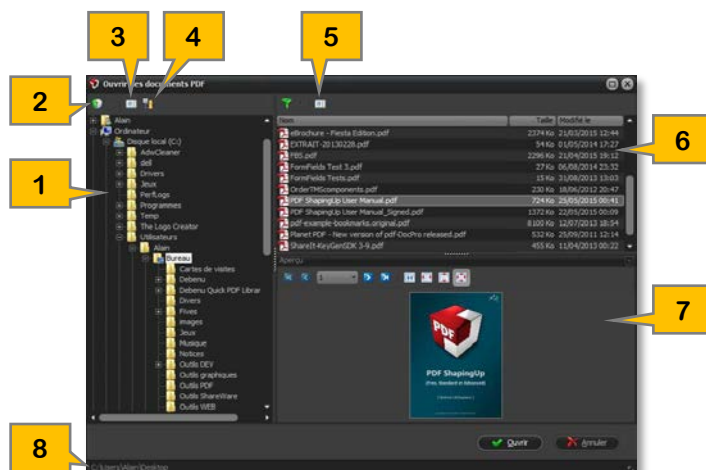 3
4
5
2
Ouvrir des documents PDF
1
6
Alain
Ordinateur
Disque local (C:)
AdwCleaner
dell
Drivers
Jeux
PerfLogs
Programmes
Temp
The Logo Creator
Utilisateurs
Alain
Bureau
Cartes de visites
Debenu
Debenu Quick PDF Librar
Divers
Fives
images
Jeux
Musique
Notices
Outils DEV
Outils graphiques
Outils PDF
Outils ShareWare
Outils WEB
Nom Taille Modifié le
eBrochure - Fiesta Edition.pdf 2374 Ko 21/03/2015 12:44
EXTRAIT-20130228.pdf 54 Ko 01/05/2014 17:27
FBS.pdf 2296 Ko 21/04/2015 19:12
FormFields Test 3.pdf 27 Ko 06/08/2014 23:32
FormFields Tests.pdf 15 Ko 31/08/2013 13:03
OrderTMScomponents.pdf 230 Ko 18/06/2012 20:47
PDF ShapingUp User Manual.pdf 724 Ko 25/05/2015 00:41
PDF ShapingUp User Manual_Signed.pdf 1372 Ko 22/05/2015 00:09
pdf-example-bookmarks.original.pdf 8100 Ko 12/07/2013 18:54
Planet PDF - New version of pdf-DocPro released.pdf 532 Ko 25/09/2011 12:14
ShareIt-KeyGenSDK 3-9.pdf 455 Ko 11/04/2013 00:22
Aperçu
1
7
PDF
PDF ShapingUp
(Free, Standard et Advanced)
Ouvrir
Annuler
8
C:\Users\Alain\Desktop